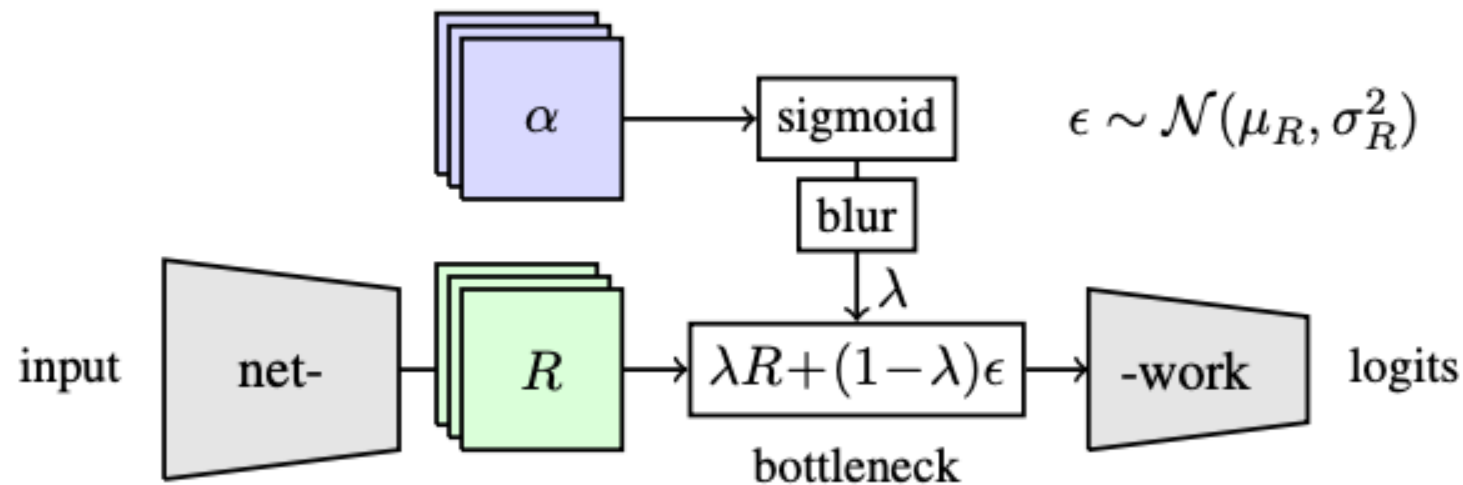 α
sigmoid
ϵ ∼ 𝒩(μ_R, σ_R^2)
blur
λ
input
net-
R
λR+(1−λ)ϵ
-work
logits
bottleneck